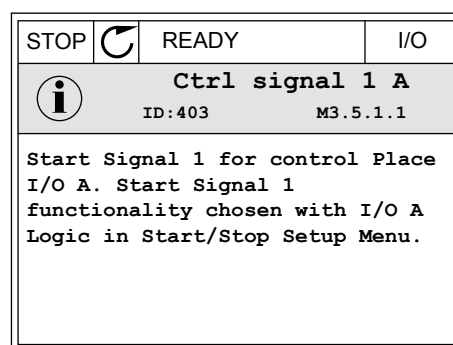 STOP READY I/O
Ctrl signal 1 A
ID:403 M3.5.1.1
Start Signal 1 for control Place
I/O A. Start Signal 1
functionality chosen with I/O A
Logic in Start/Stop Setup Menu.